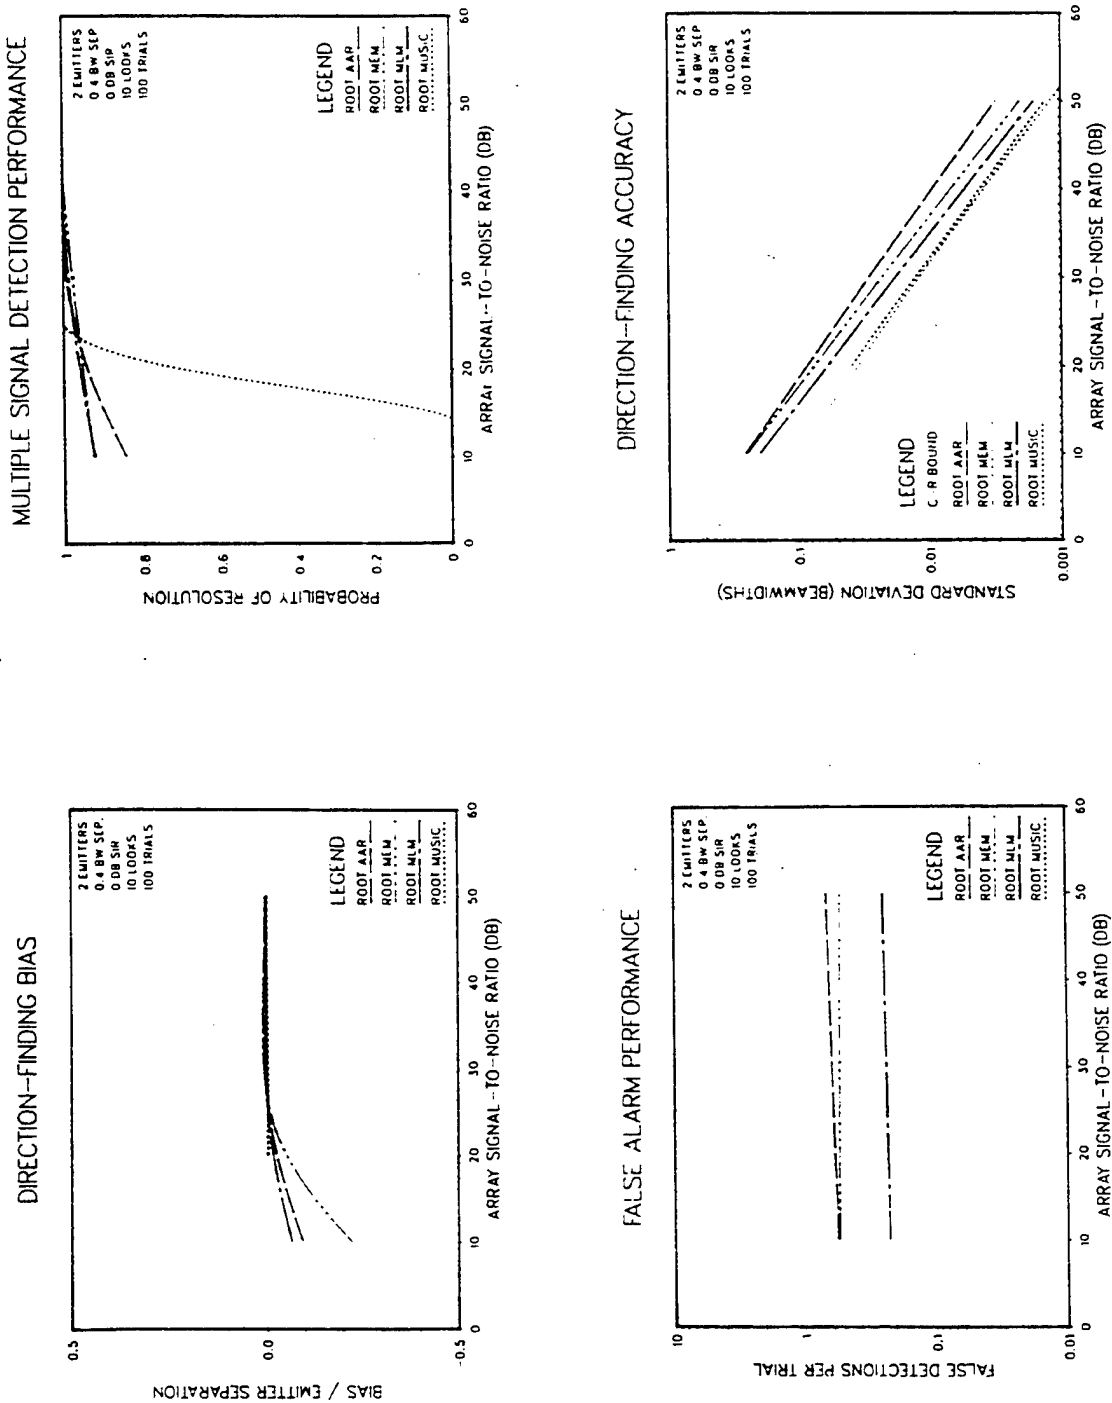 MULTIPLE SIGNAL DETECTION PERFORMANCE
2 EMITTERS
0.4 BW SEP
0 DB SIR
10 LOOKS
100 TRIALS
LEGEND
ROOT AAR
ROOT MEM
ROOT MLM
ROOT MUSIC
PROBABILITY OF RESOLUTION
1
0.8
0.6
0.4
0.2
0
0 10 20 30 40 50 60
ARRAY SIGNAL-TO-NOISE RATIO (DB)
DIRECTION-FINDING ACCURACY
2 EMITTERS
0.4 BW SEP
0 DB SIR
10 LOOKS
100 TRIALS
LEGEND
C-R BOUND
ROOT AAR
ROOT MEM
ROOT MLM
ROOT MUSIC
STANDARD DEVIATION (BEAMWIDTHS)
1
0.1
0.01
0.001
0 10 20 30 40 50 60
ARRAY SIGNAL-TO-NOISE RATIO (DB)
DIRECTION-FINDING BIAS
2 EMITTERS
0.4 BW SEP.
0 DB SIR
10 LOOKS
100 TRIALS
LEGEND
ROOT AAR
ROOT MEM
ROOT MLM
ROOT MUSIC
BIAS / EMITTER SEPARATION
0.5
0.0
-0.5
0 10 20 30 40 50 60
ARRAY SIGNAL-TO-NOISE RATIO (DB)
FALSE ALARM PERFORMANCE
2 EMITTERS
0.4 BW SEP
0 DB SIR
10 LOOKS
100 TRIALS
LEGEND
ROOT AAR
ROOT MEM
ROOT MLM
ROOT MUSIC
FALSE DETECTIONS PER TRIAL
10
1
0.1
0.01
0 10 20 30 40 50 60
ARRAY SIGNAL-TO-NOISE RATIO (DB)